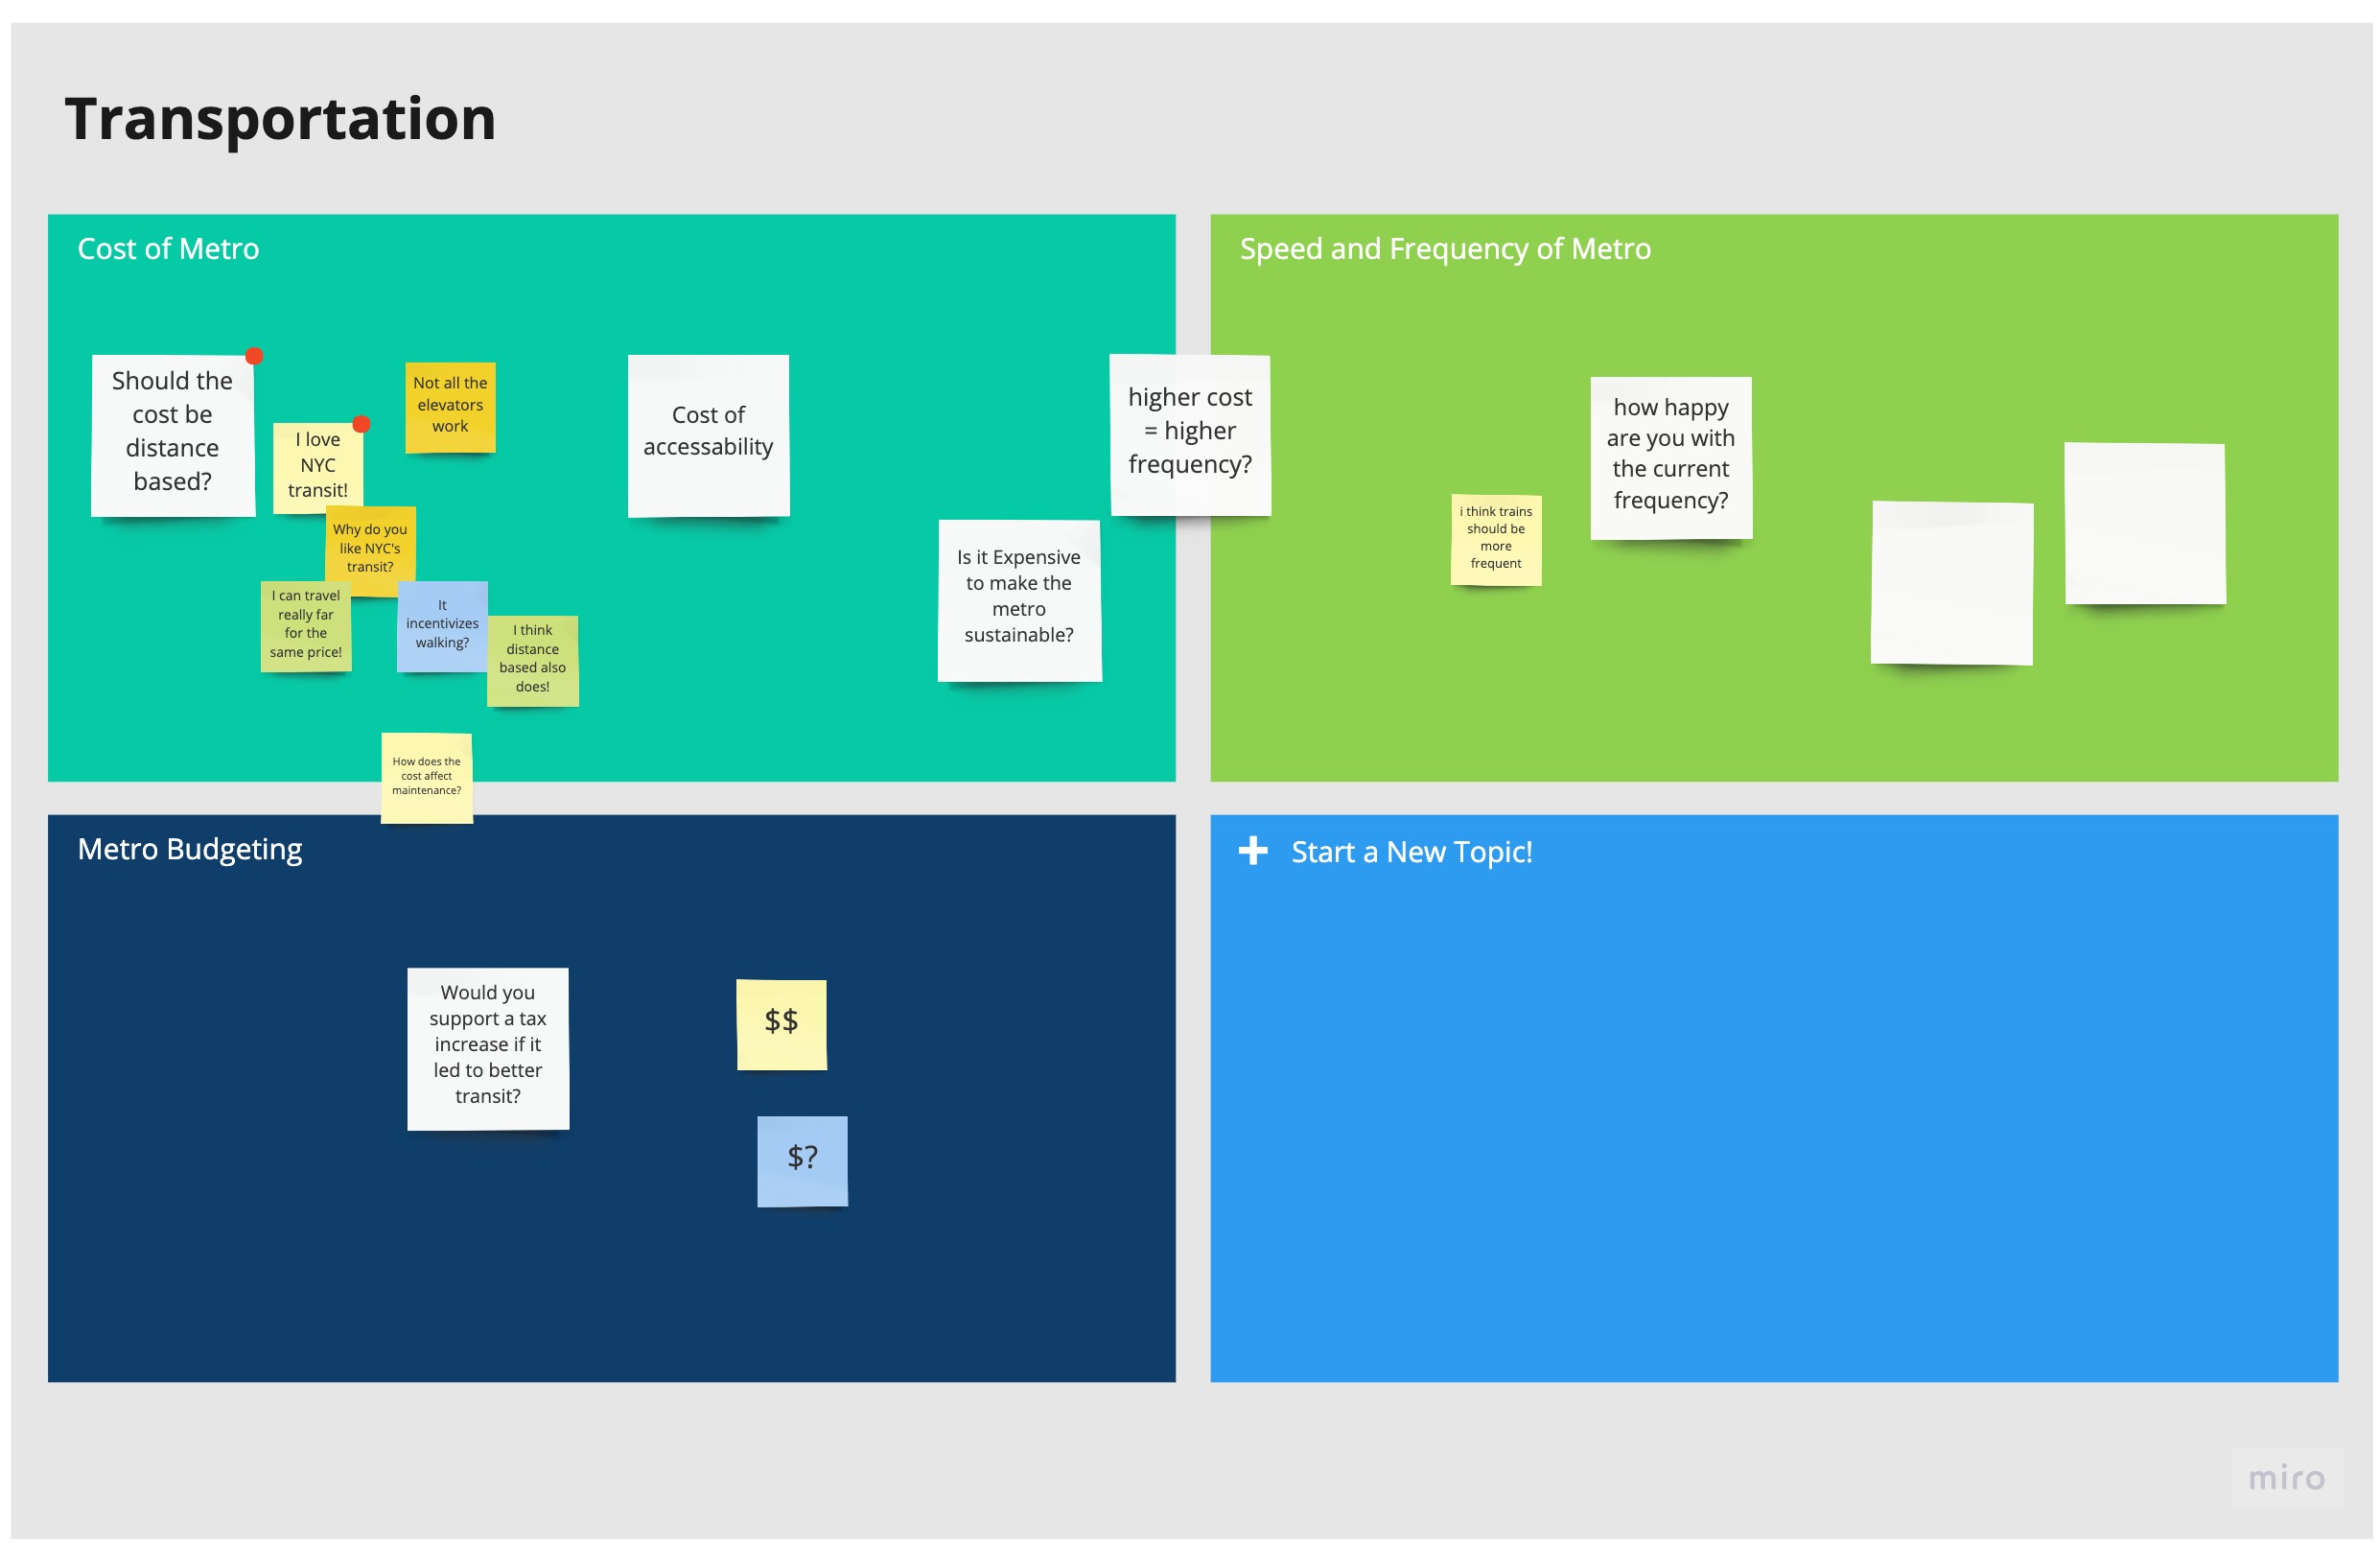 Transportation
Cost of Metro
Should the
cost be
distance
based?
I love
NYC
transit!
Not all the
elevators
work
Why do you
like NYC's
transit?
I can travel
really far
for the
same price!
It
incentivizes
walking?
I think
distance
based also
does!
How does the
cost affect
maintenance?
Cost of
accessability
Is it Expensive
to make the
metro
sustainable?
higher cost
= higher
frequency?
Speed and Frequency of Metro
i think trains
should be
more
frequent
how happy
are you with
the current
frequency?
Metro Budgeting
Would you
support a tax
increase if it
led to better
transit?
$$
$?
+ Start a New Topic!
miro